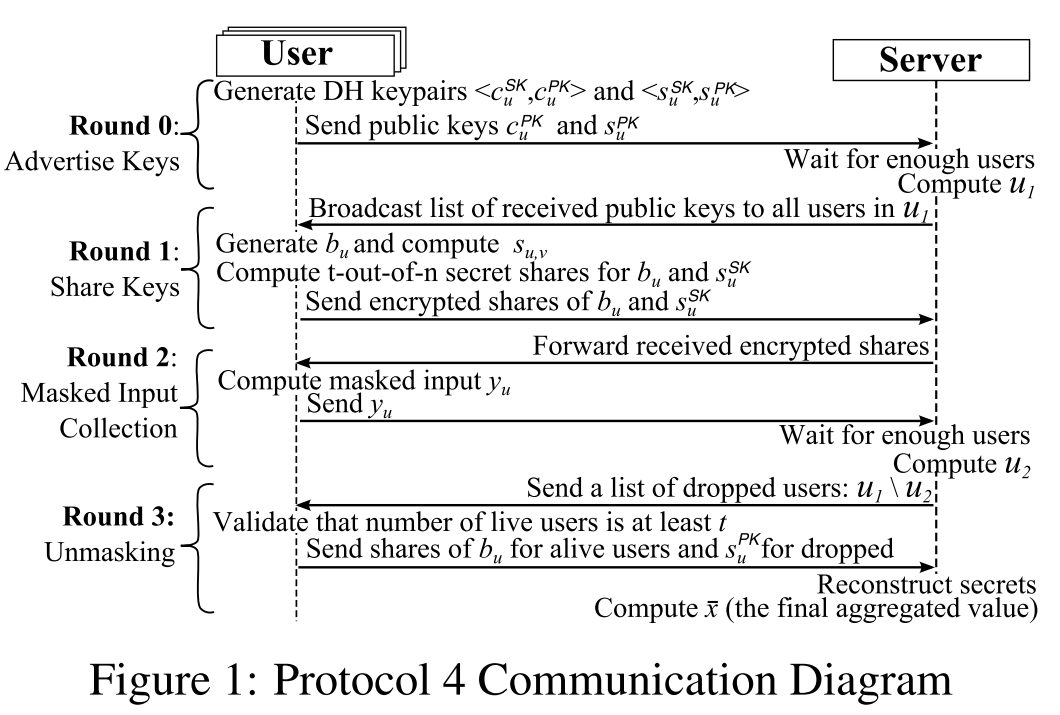 User
Server
Generate DH keypairs <c_u^SK,c_u^PK> and <s_u^SK,s_u^PK>
Round 0:
Advertise Keys
Send public keys c_u^PK and s_u^PK
Wait for enough users
Compute u_1
Broadcast list of received public keys to all users in u_1
Round 1:
Share Keys
Generate b_u and compute s_u,v
Compute t-out-of-n secret shares for b_u and s_u^SK
Send encrypted shares of b_u and s_u^SK
Forward received encrypted shares
Round 2:
Masked Input
Collection
Compute masked input y_u
Send y_u
Wait for enough users
Compute u_2
Send a list of dropped users: u_1 \ u_2
Round 3:
Unmasking
Validate that number of live users is at least t
Send shares of b_u for alive users and s_u^PK for dropped
Reconstruct secrets
Compute x̄ (the final aggregated value)
Figure 1: Protocol 4 Communication Diagram